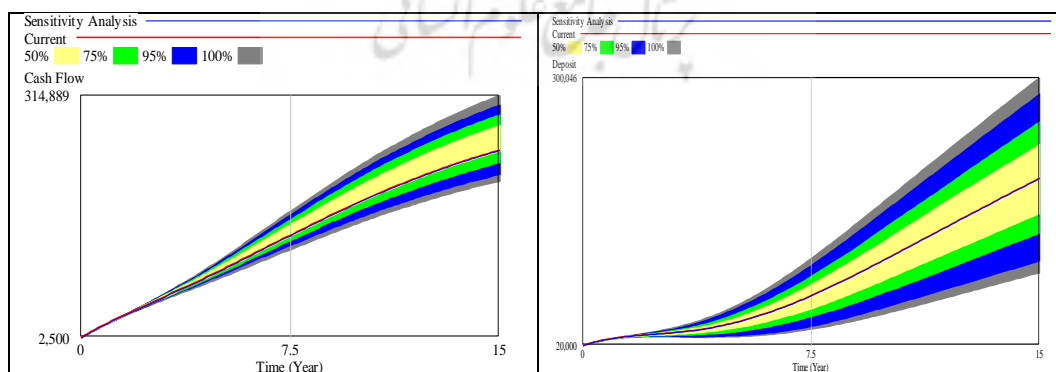 Sensitivity Analysis
Current
50% 75% 95% 100%
Cash Flow
314,889
2,500
0 7.5 15
Time (Year)
Sensitivity Analysis
Current
50% 75% 95% 100%
Deposit
300,046
20,000
0 7.5 15
Time (Year)